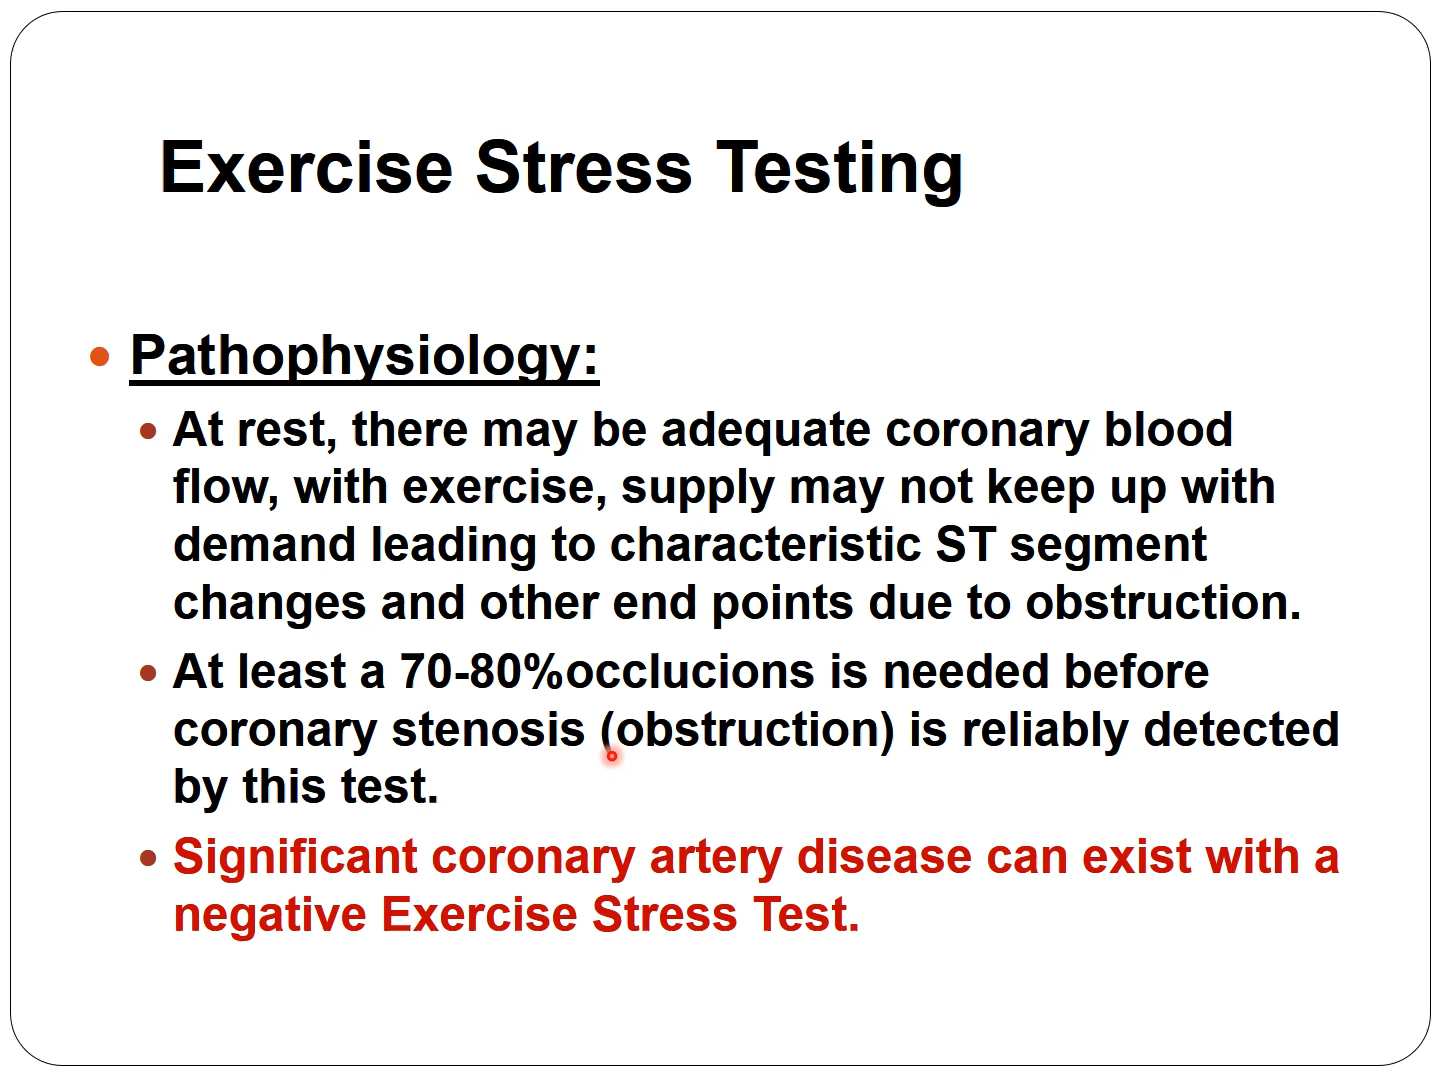 Exercise Stress Testing
Pathophysiology:
At rest, there may be adequate coronary blood
flow, with exercise, supply may not keep up with
demand leading to characteristic ST segment
changes and other end points due to obstruction.
At least a 70-80%occlucions is needed before
coronary stenosis (obstruction) is reliably detected
by this test.
Significant coronary artery disease can exist with a
negative Exercise Stress Test.